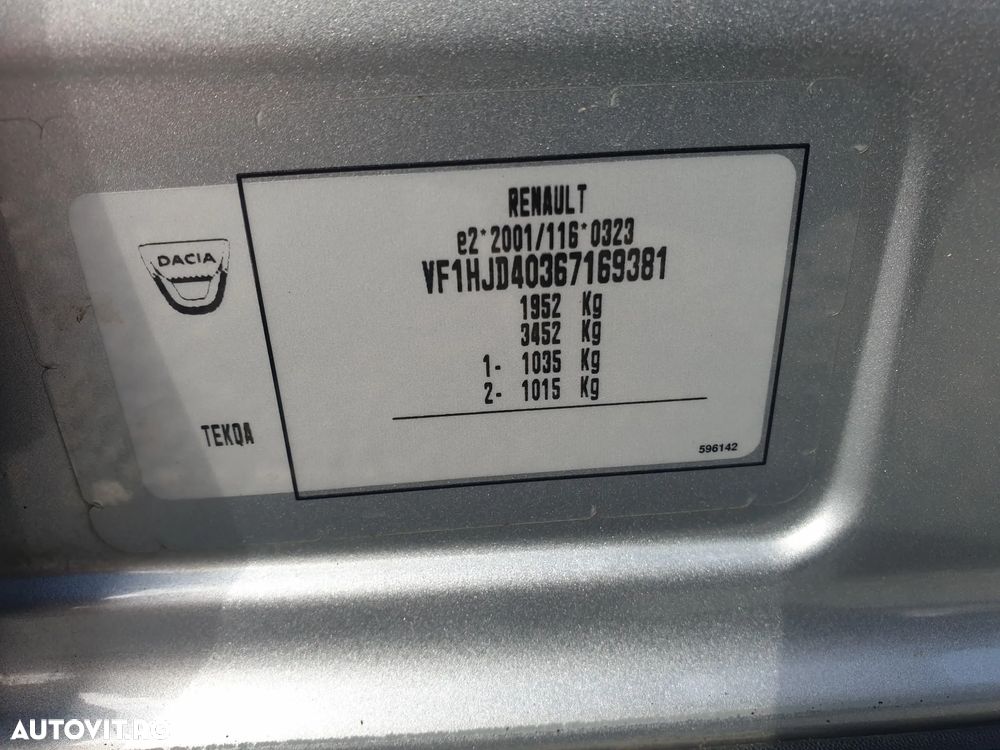 RENAULT
e2*2001/116*0323
VF1HJD40367169381
1952 Kg
3452 Kg
1- 1035 Kg
2- 1015 Kg
DACIA
TEKQA
596142
AUTOVIT.RO